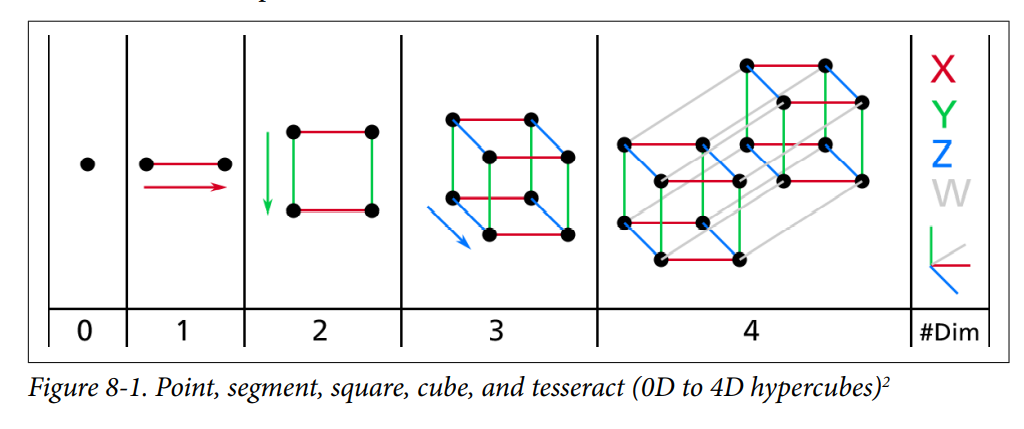 X
Y
Z
W
0 1 2 3 4 #Dim
Figure 8-1. Point, segment, square, cube, and tesseract (0D to 4D hypercubes)2